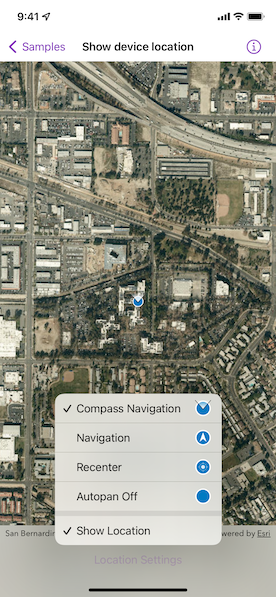 9:41
Samples
Show device location
Compass Navigation
Navigation
Recenter
Autopan Off
Show Location
San Bernardin
wered by Esri
Location Settings